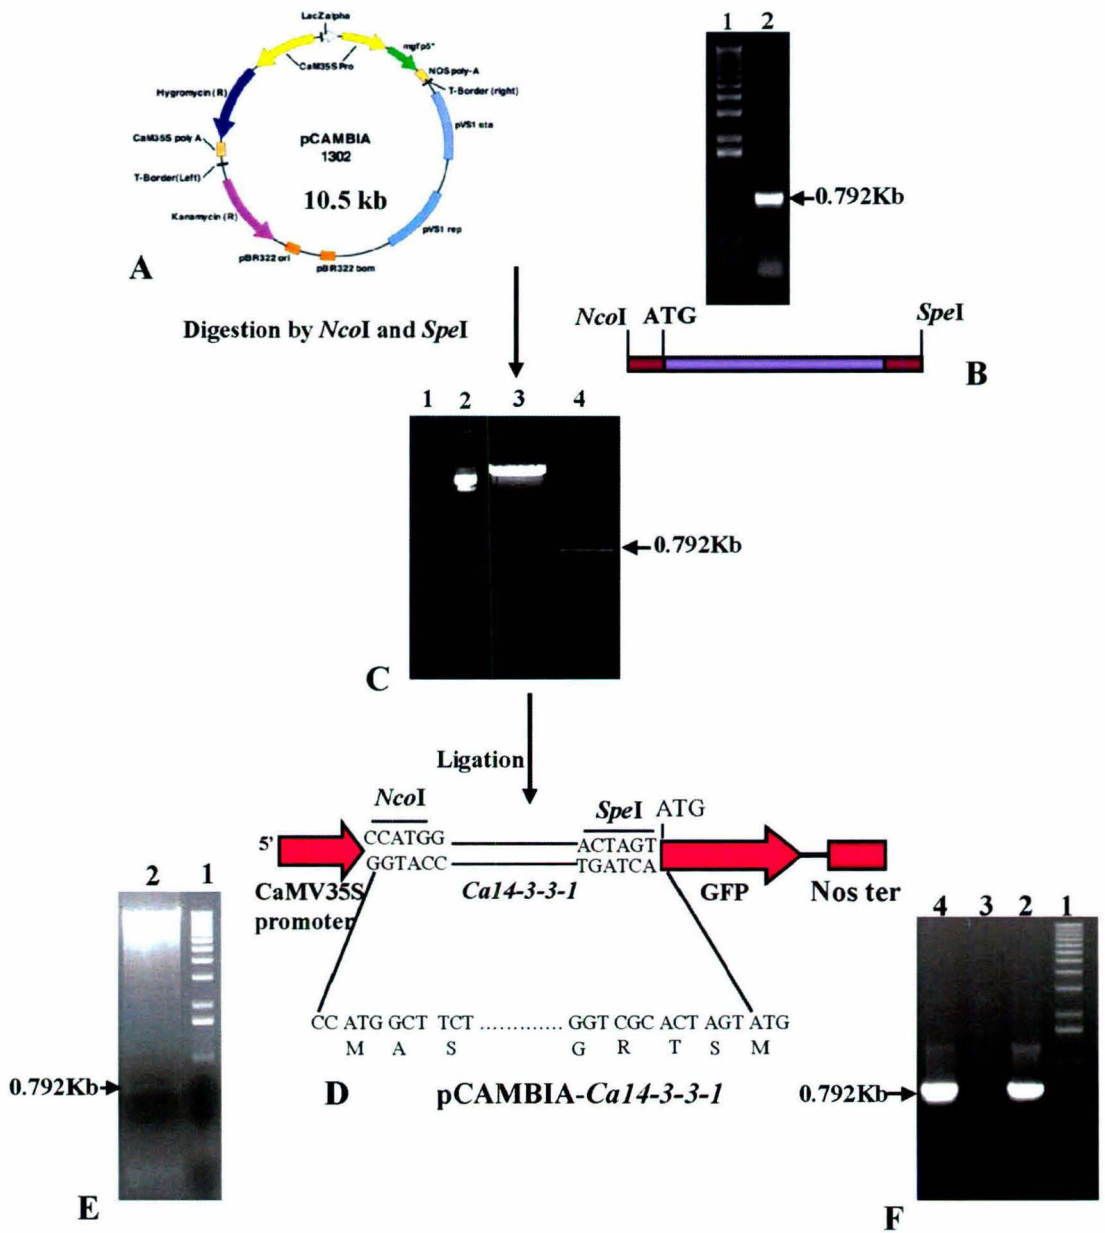 LacZ alpha
CaM35S Pro
mgfp5*
NOS poly-A
T-Border (right)
pVS1 sta
pVS1 rep
pBR322 bom
pBR322 ori
Kanamycin (R)
T-Border(Left)
CaM35S poly A
Hygromycin (R)
pCAMBIA
1302
10.5 kb
A
1 2
0.792Kb
NcoI ATG SpeI
B
Digestion by NcoI and SpeI
1 2 3 4
0.792Kb
C
Ligation
NcoI
SpeI ATG
5'
CCATGG
GGTACC
ACTAGT
TGATCA
CaMV35S
promoter
Ca14-3-3-1
GFP
Nos ter
CC ATG GCT TCT ............. GGT CGC ACT AGT ATG
M A S G R T S M
D
pCAMBIA-Ca14-3-3-1
2 1
0.792Kb
E
4 3 2 1
0.792Kb
F